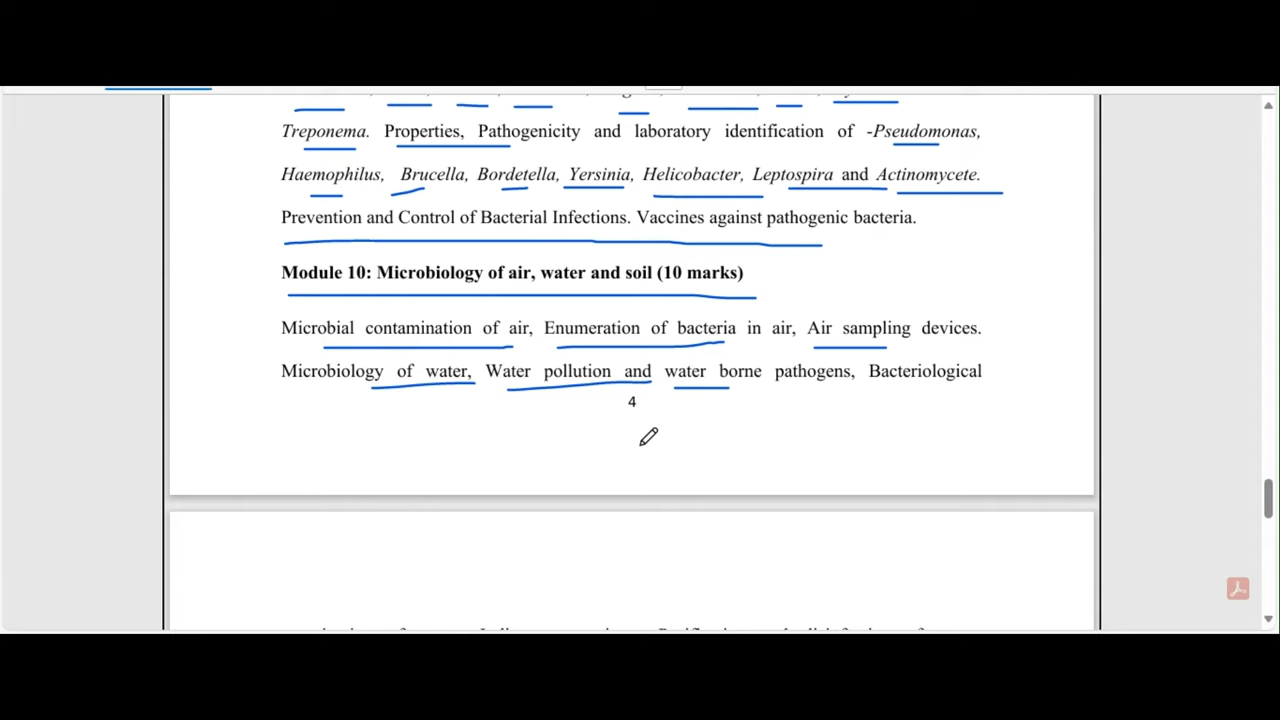 Treponema. Properties, Pathogenicity and laboratory identification of -Pseudomonas,
Haemophilus, Brucella, Bordetella, Yersinia, Helicobacter, Leptospira and Actinomycete.
Prevention and Control of Bacterial Infections. Vaccines against pathogenic bacteria.
Module 10: Microbiology of air, water and soil (10 marks)
Microbial contamination of air, Enumeration of bacteria in air, Air sampling devices.
Microbiology of water, Water pollution and water borne pathogens, Bacteriological
4